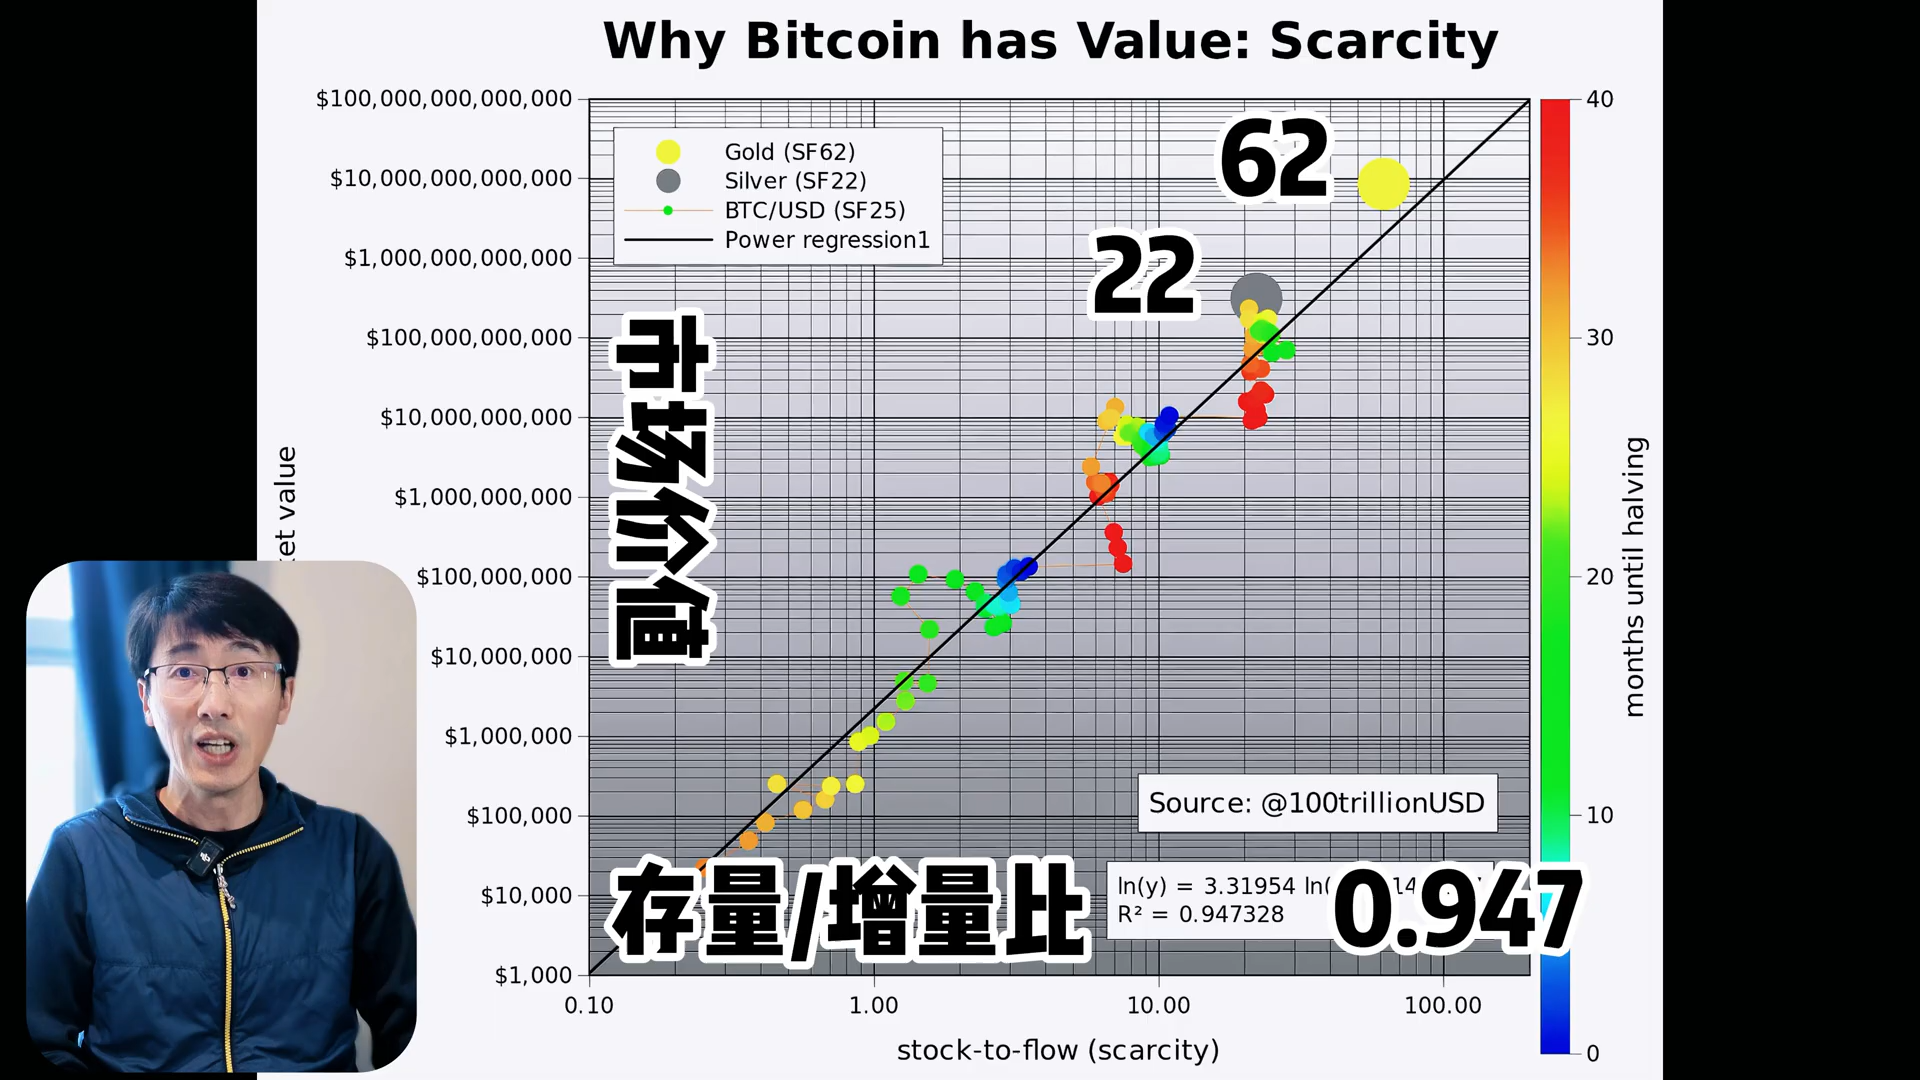 Why Bitcoin has Value: Scarcity
$100,000,000,000,000
$10,000,000,000,000
$1,000,000,000,000
$100,000,000,000
$10,000,000,000
$1,000,000,000
$100,000,000
$10,000,000
$1,000,000
$100,000
$10,000
$1,000
value
Gold (SF62)
Silver (SF22)
BTC/USD (SF25)
Power regression1
62
22
市场价值
Source: @100trillionUSD
存量/增量比
ln(y) = 3.31954 ln(
R² = 0.947328
0.947
0.10
1.00
10.00
100.00
stock-to-flow (scarcity)
40
30
20
10
0
months until halving